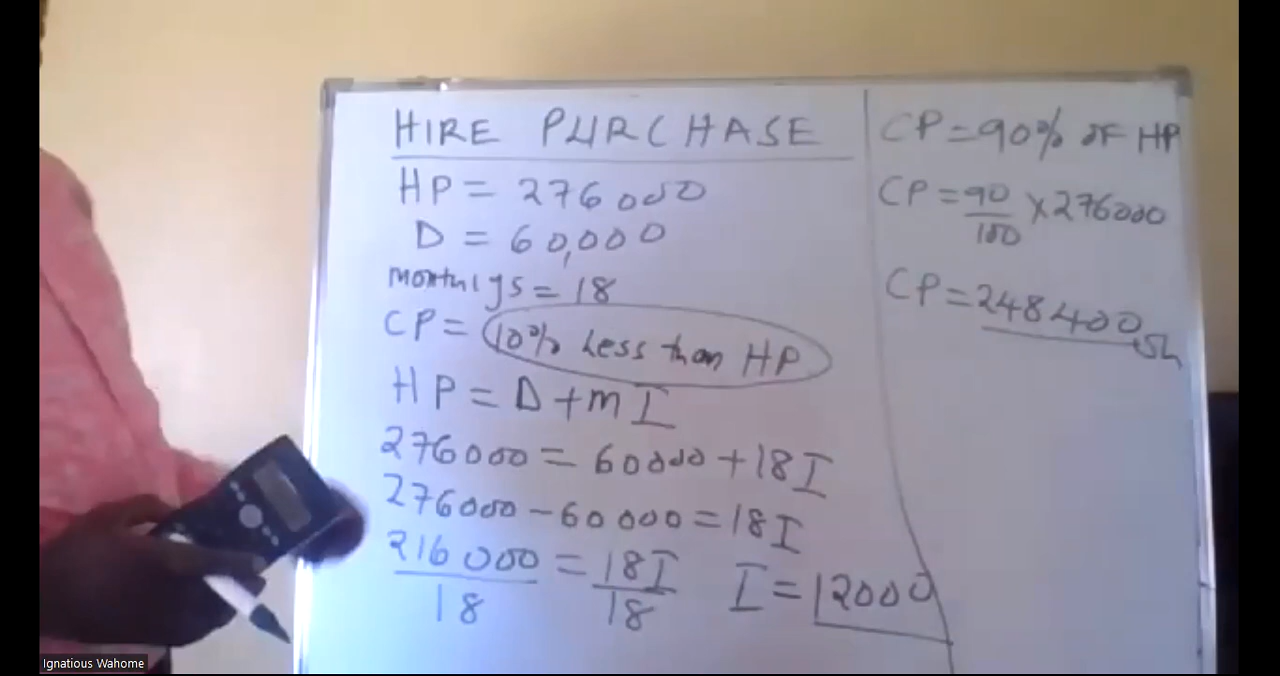 HIRE PURCHASE
HP = 276000
D = 60,000
monthlys = 18
CP = 10% Less than HP
HP = D + m I
276000 = 60000 + 18I
276000 - 60000 = 18I
216000 = 18I
18 18
I = 12000
CP = 90% OF HP
CP = 90 × 276000
100
CP = 248400 sh
Ignatious Wahome